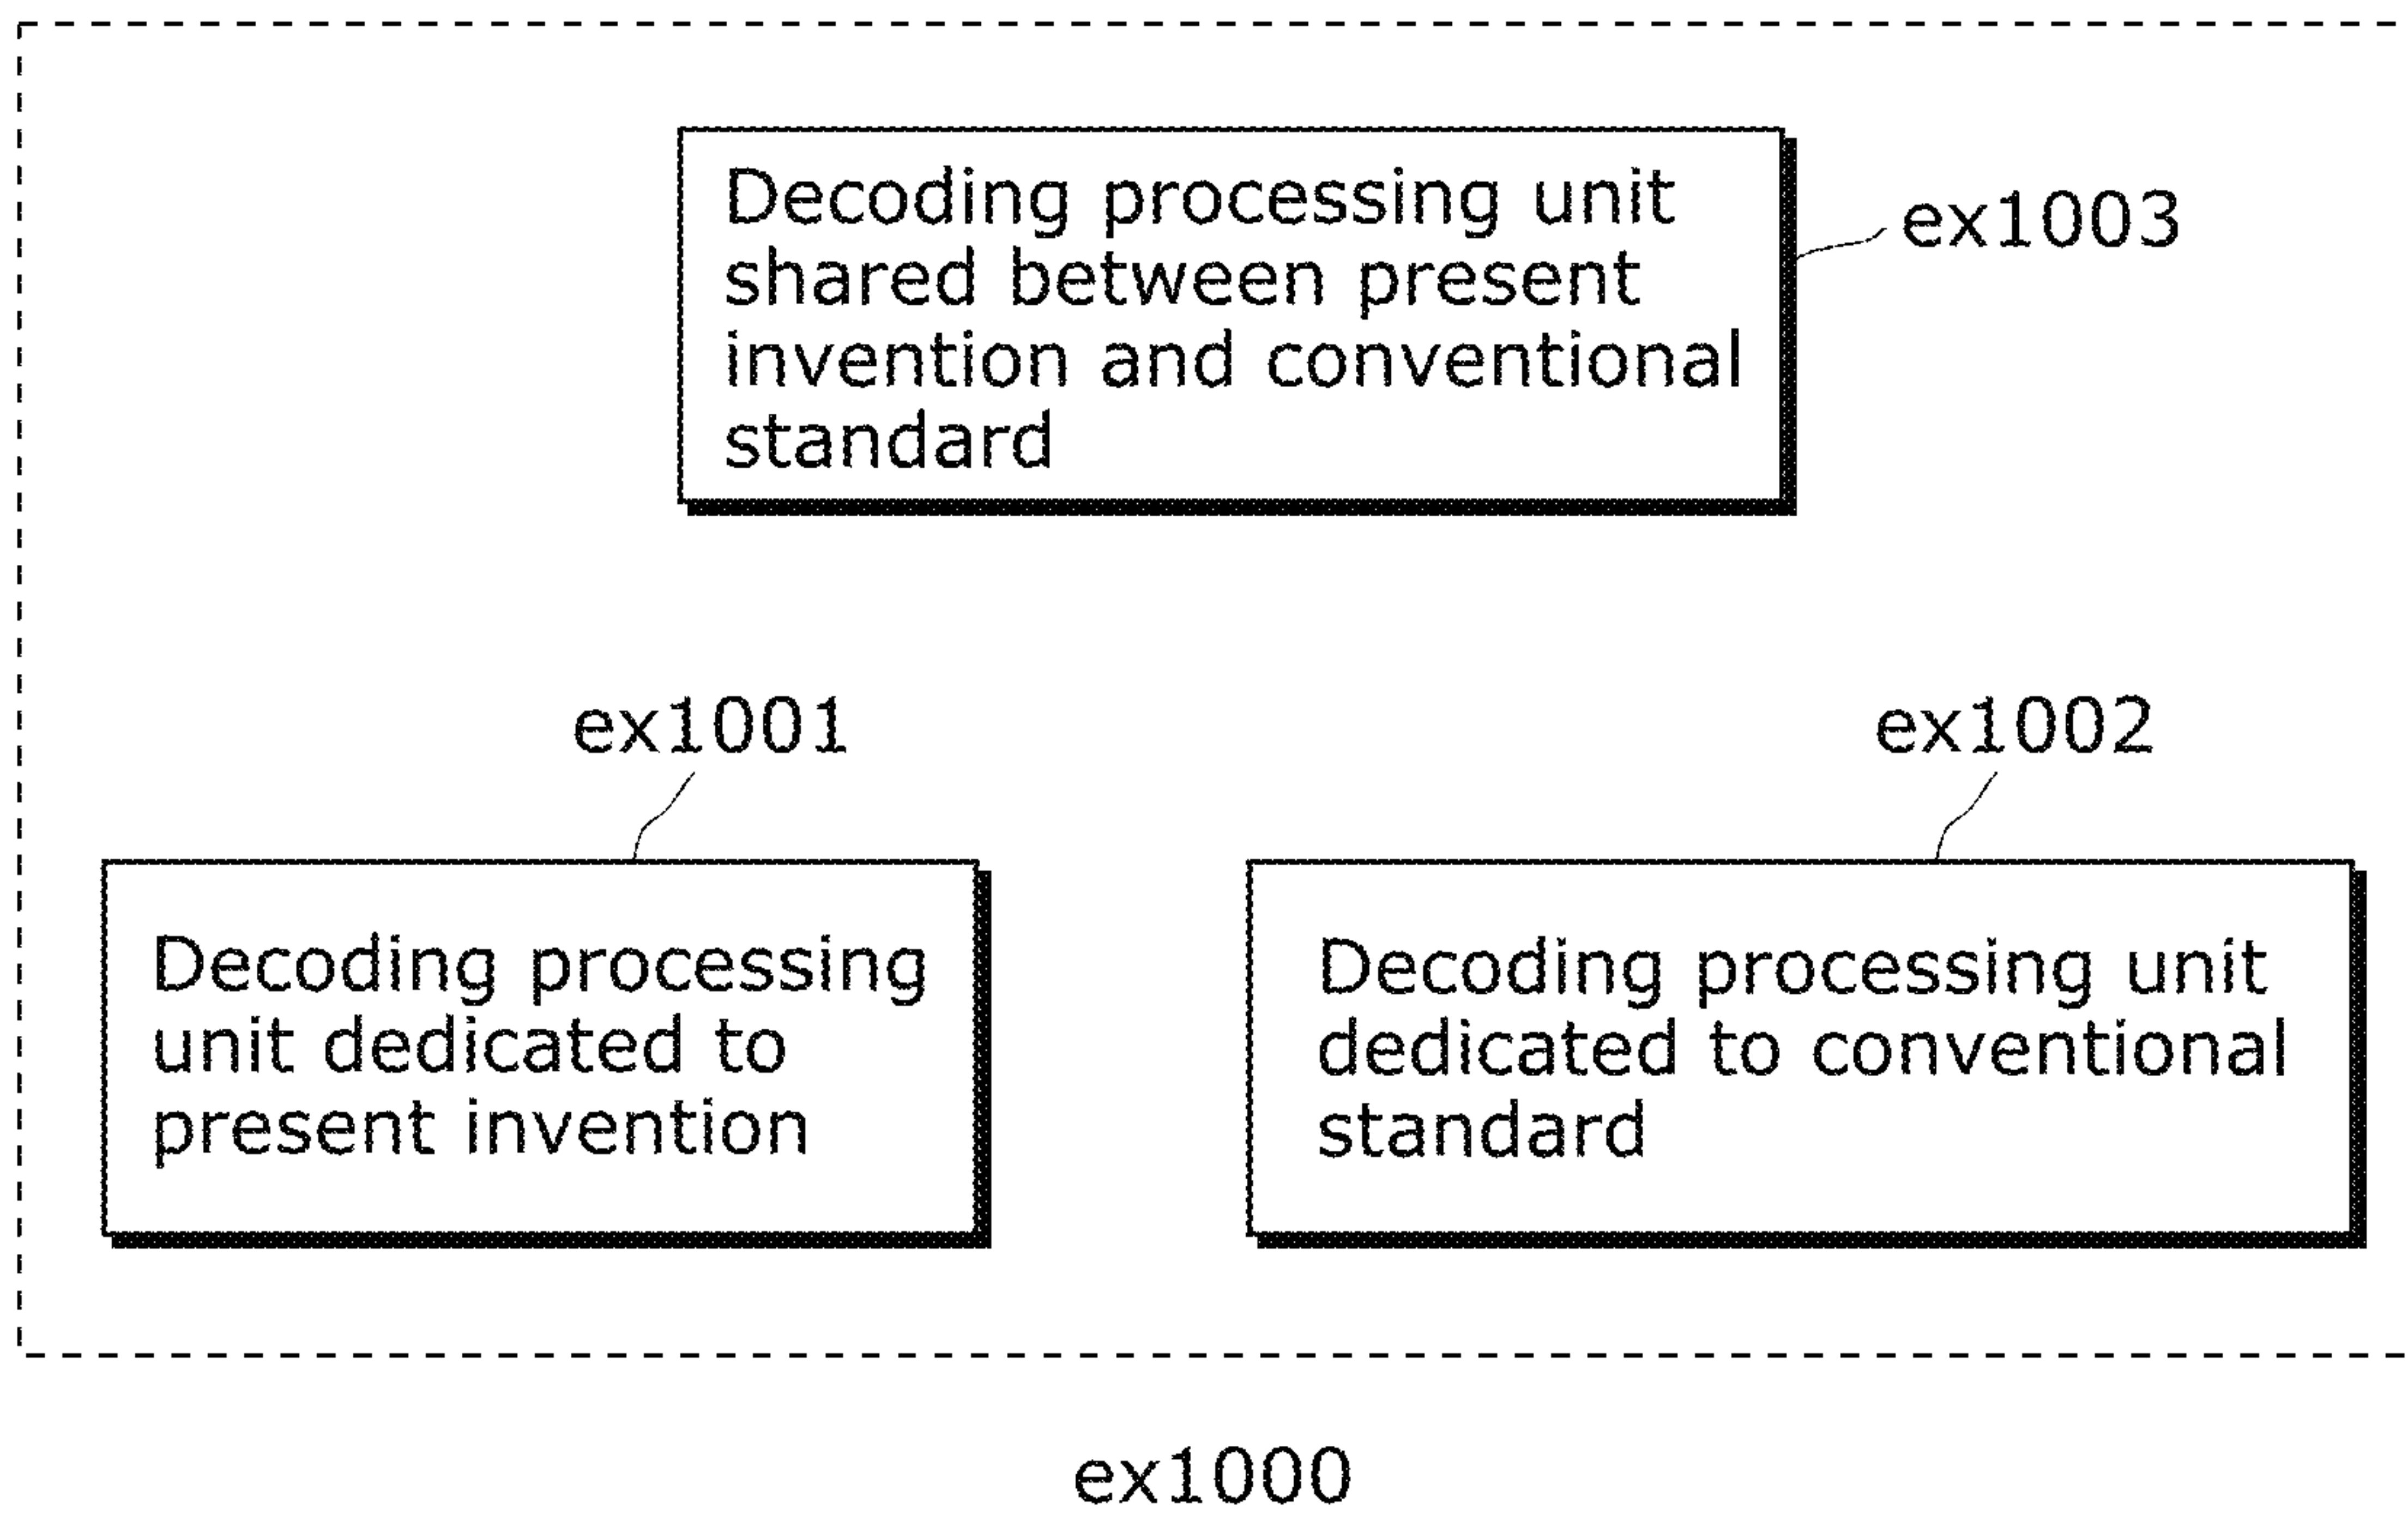 Decoding processing unit
shared between present
invention and conventional
standard
ex1003
ex1001
ex1002
Decoding processing
unit dedicated to
present invention
Decoding processing unit
dedicated to conventional
standard
ex1000